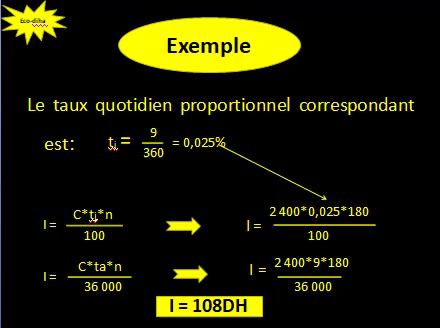 Eco-diha
Exemple
Le taux quotidien proportionnel correspondant
est: tj = 9/360 = 0,025%
I = C*tj*n/100 I = 2 400*0,025*180/100
I = C*ta*n/36 000 I = 2 400*9*180/36 000
I = 108DH